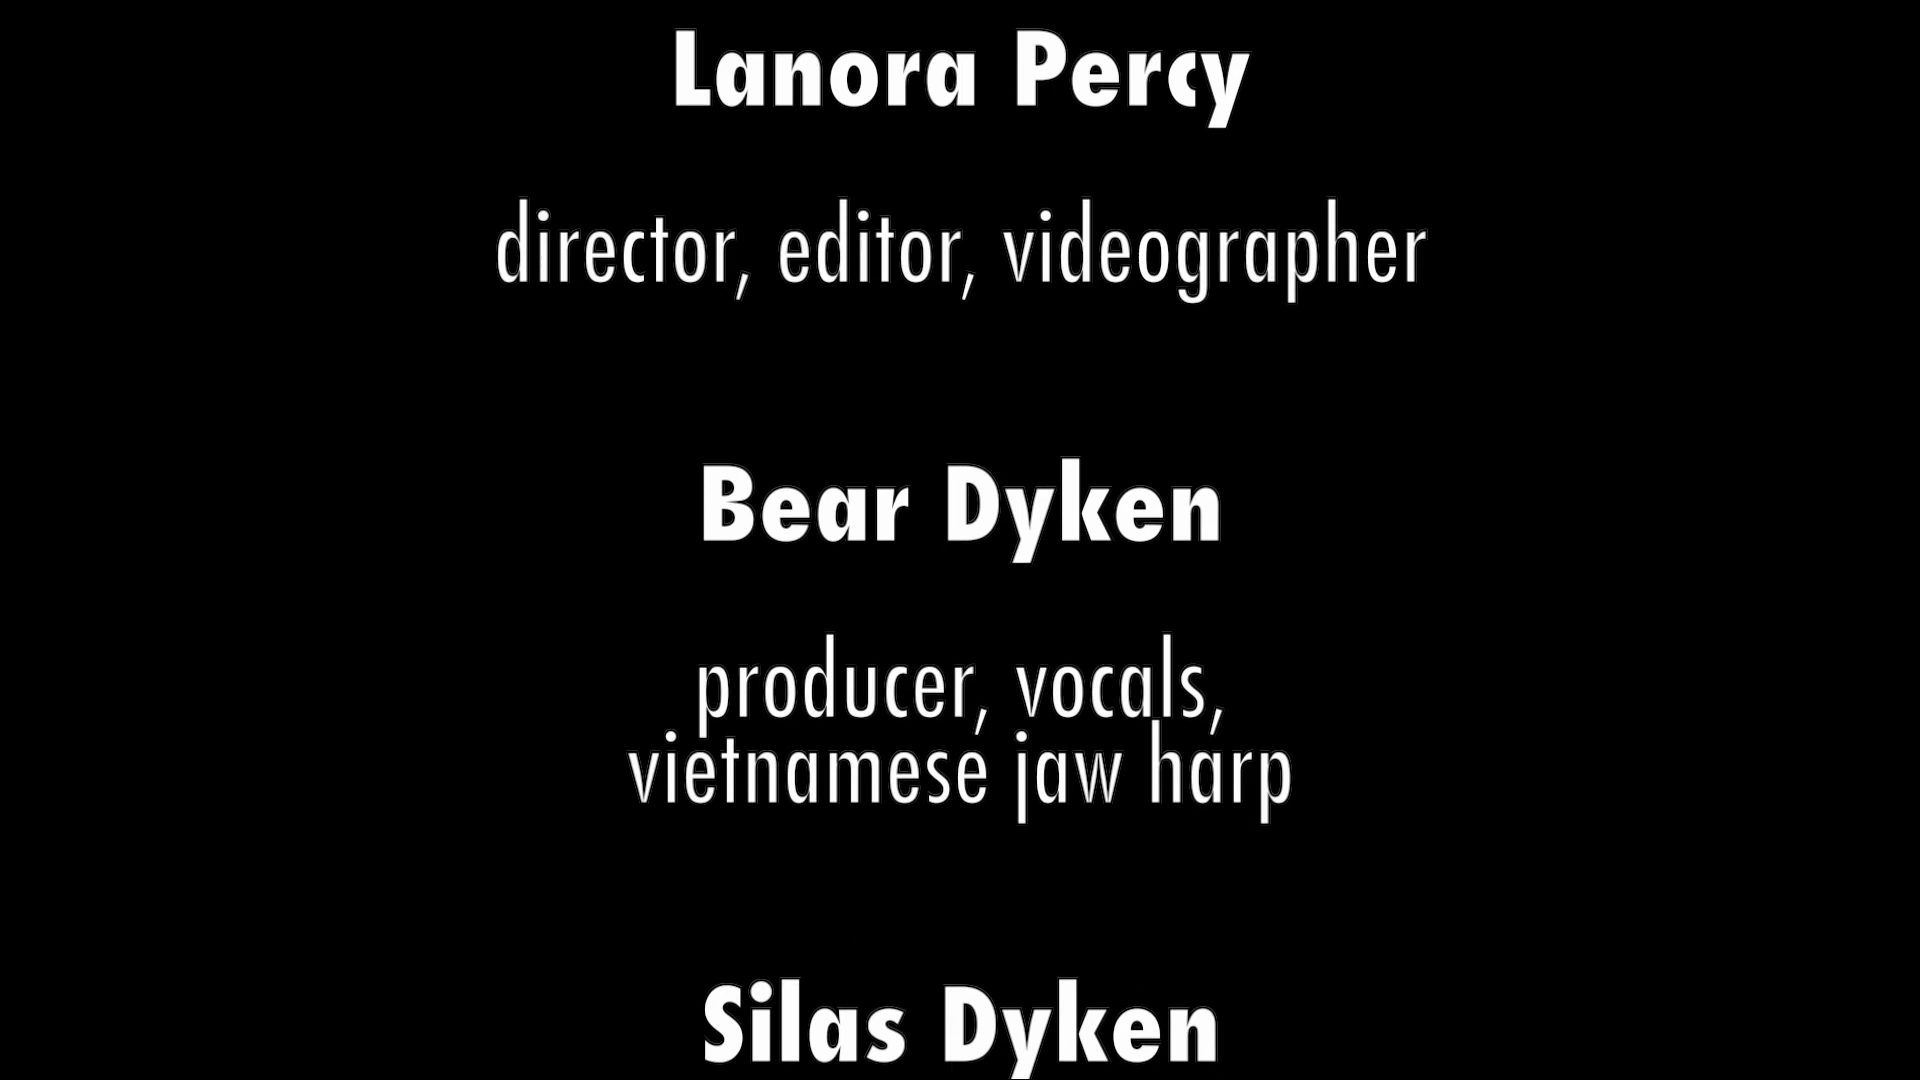 Lanora Percy
director, editor, videographer
Bear Dyken
producer, vocals,
vietnamese jaw harp
Silas Dyken